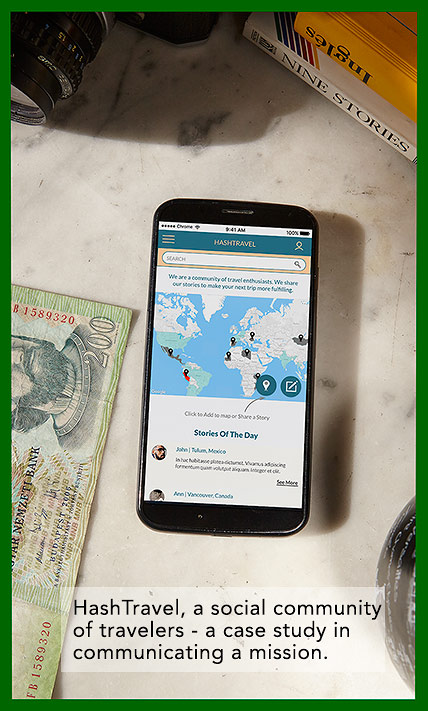 Inglés
NINE STORIES
Chrome
9:41 AM
100%
HASHTRAVEL
SEARCH
We are a community of travel enthusiasts. We share
our stories to make your next trip more fulfilling.
Click to Add to map or Share a Story
Stories Of The Day
John | Tulum, Mexico
In hac habitasse platea dictumst. Vivamus adipiscing
fermentum quam volutpat aliquam. Integer et elit.
See More
Ann | Vancouver, Canada
B 1589320
200
NEMZETI BANK
BUDAPEST 2001
FB 1589320
HashTravel, a social community
of travelers - a case study in
communicating a mission.